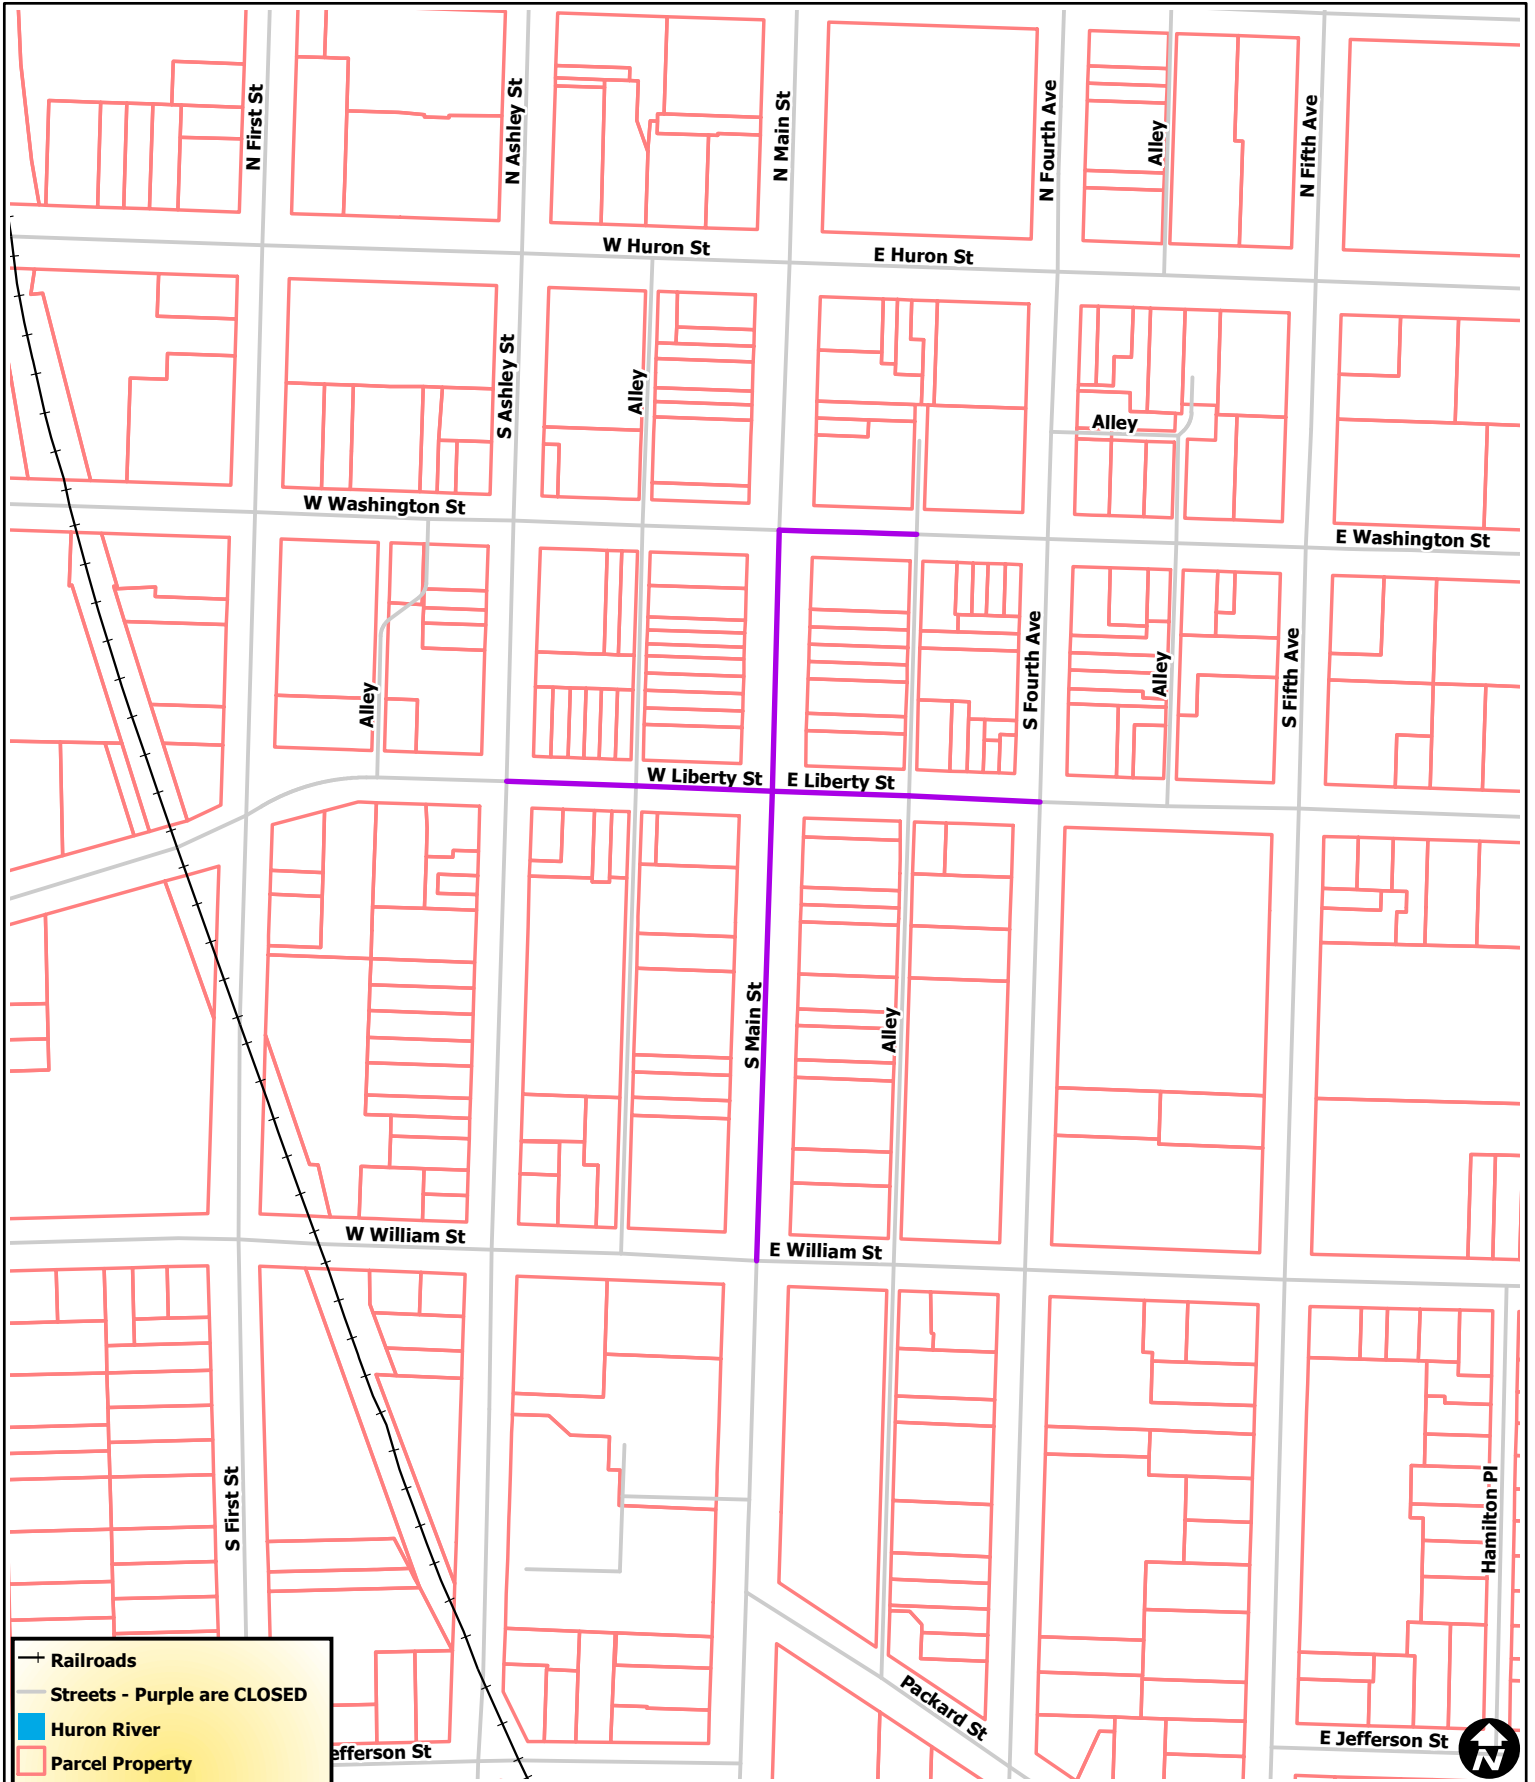 N First St
N Ashley St
N Main St
N Fourth Ave
Alley
N Fifth Ave
W Huron St
E Huron St
S Ashley St
Alley
Alley
W Washington St
E Washington St
Alley
S Fourth Ave
Alley
S Fifth Ave
W Liberty St
E Liberty St
S Main St
Alley
W William St
E William St
S First St
Hamilton Pl
Packard St
efferson St
E Jefferson St
Railroads
Streets - Purple are CLOSED
Huron River
Parcel Property
N